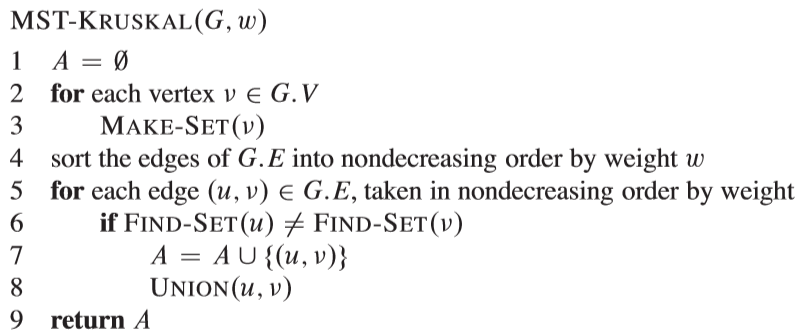 MST-KRUSKAL(G, w)
1 A = ∅
2 for each vertex v ∈ G.V
3 MAKE-SET(v)
4 sort the edges of G.E into nondecreasing order by weight w
5 for each edge (u, v) ∈ G.E, taken in nondecreasing order by weight
6 if FIND-SET(u) ≠ FIND-SET(v)
7 A = A ∪ {(u, v)}
8 UNION(u, v)
9 return A